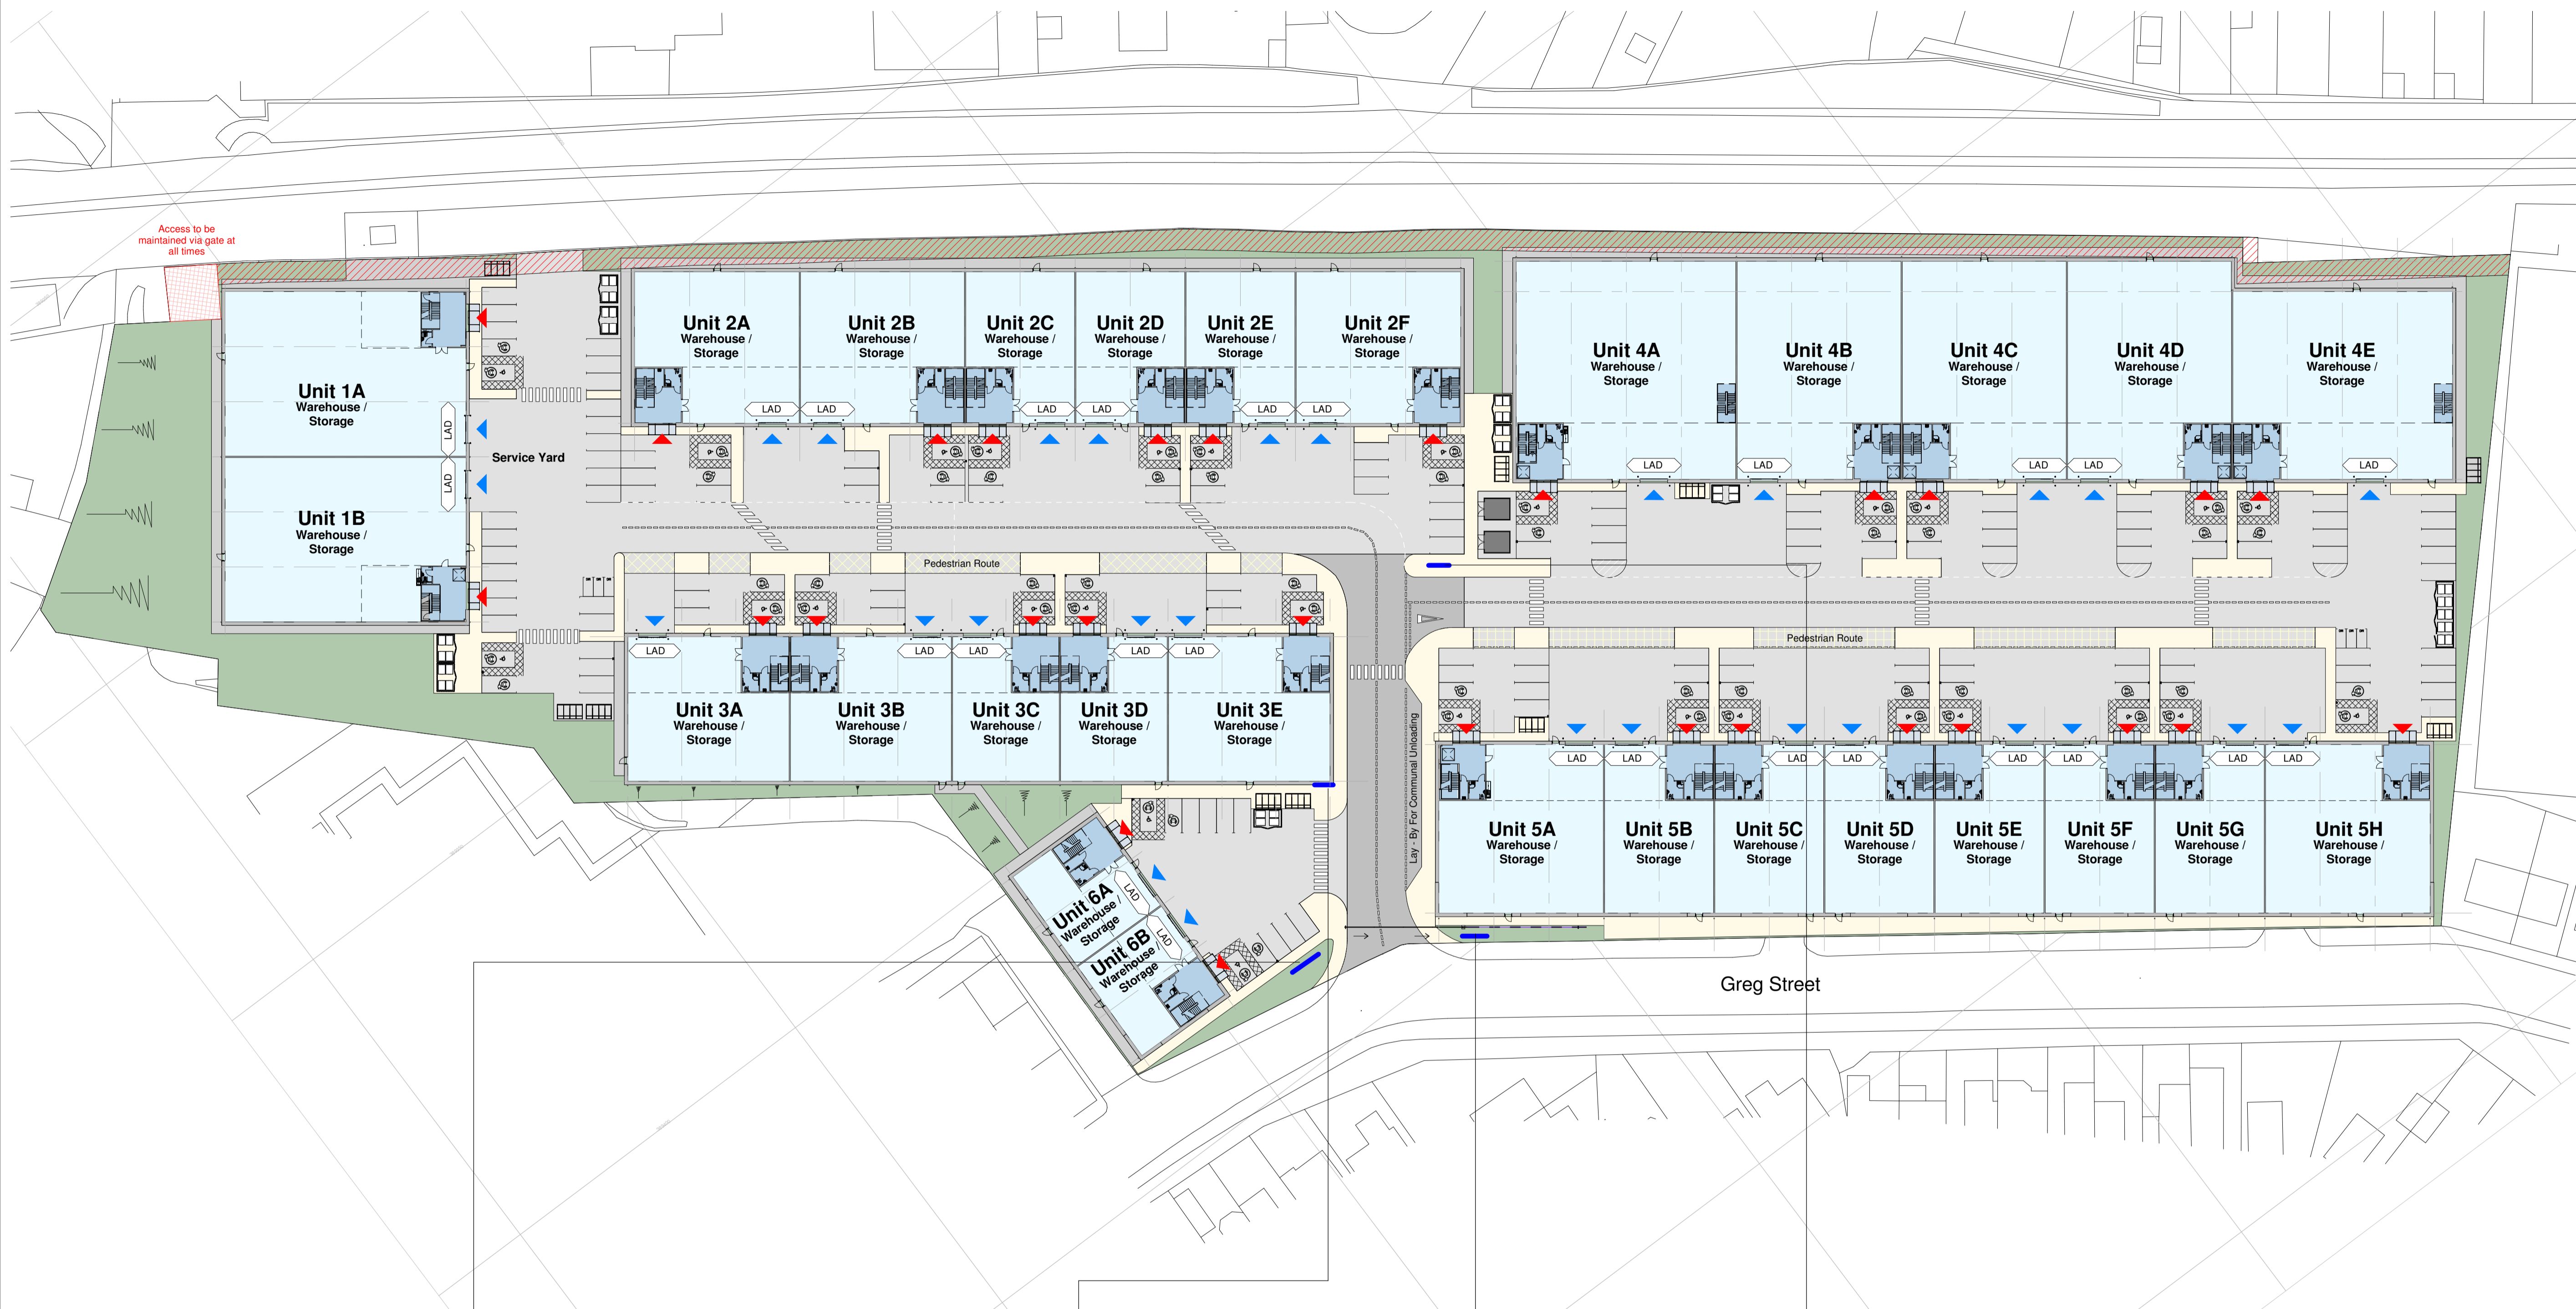 Access to be
maintained via gate at
all times
Unit 1A
Warehouse /
Storage
LAD
Unit 1B
Warehouse /
Storage
LAD
Service Yard
Unit 2A
Warehouse /
Storage
LAD
Unit 2B
Warehouse /
Storage
LAD
Unit 2C
Warehouse /
Storage
LAD
Unit 2D
Warehouse /
Storage
LAD
Unit 2E
Warehouse /
Storage
LAD
Unit 2F
Warehouse /
Storage
LAD
Unit 4A
Warehouse /
Storage
LAD
Unit 4B
Warehouse /
Storage
LAD
Unit 4C
Warehouse /
Storage
LAD
Unit 4D
Warehouse /
Storage
LAD
Unit 4E
Warehouse /
Storage
LAD
Pedestrian Route
Pedestrian Route
LAD
Unit 3A
Warehouse /
Storage
LAD
Unit 3B
Warehouse /
Storage
LAD
Unit 3C
Warehouse /
Storage
LAD
Unit 3D
Warehouse /
Storage
LAD
Unit 3E
Warehouse /
Storage
Lay - By For Communal Unloading
LAD
Unit 5A
Warehouse /
Storage
LAD
Unit 5B
Warehouse /
Storage
LAD
Unit 5C
Warehouse /
Storage
LAD
Unit 5D
Warehouse /
Storage
LAD
Unit 5E
Warehouse /
Storage
LAD
Unit 5F
Warehouse /
Storage
LAD
Unit 5G
Warehouse /
Storage
LAD
Unit 5H
Warehouse /
Storage
Unit 6A
Warehouse /
Storage
LAD
Unit 6B
Warehouse /
Storage
LAD
Greg Street